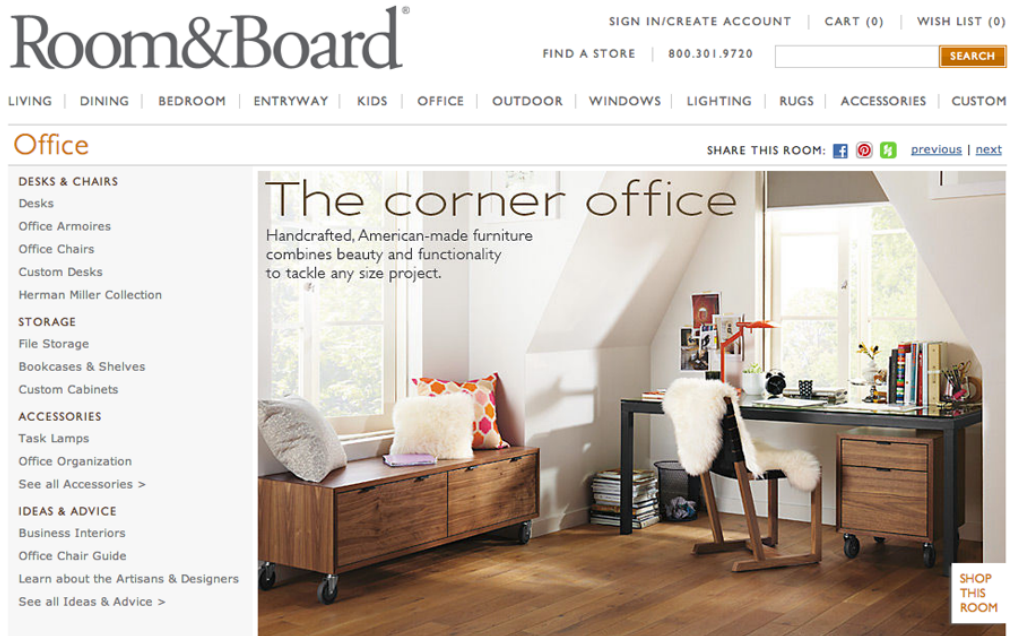 Room&Board®
SIGN IN/CREATE ACCOUNT | CART (0) | WISH LIST (0)
FIND A STORE | 800.301.9720
SEARCH
LIVING | DINING | BEDROOM | ENTRYWAY | KIDS | OFFICE | OUTDOOR | WINDOWS | LIGHTING | RUGS | ACCESSORIES | CUSTOM
Office
SHARE THIS ROOM: previous | next
DESKS & CHAIRS
Desks
Office Armoires
Office Chairs
Custom Desks
Herman Miller Collection
STORAGE
File Storage
Bookcases & Shelves
Custom Cabinets
ACCESSORIES
Task Lamps
Office Organization
See all Accessories >
IDEAS & ADVICE
Business Interiors
Office Chair Guide
Learn about the Artisans & Designers
See all Ideas & Advice >
The corner office
Handcrafted, American-made furniture
combines beauty and functionality
to tackle any size project.
SHOP
THIS
ROOM